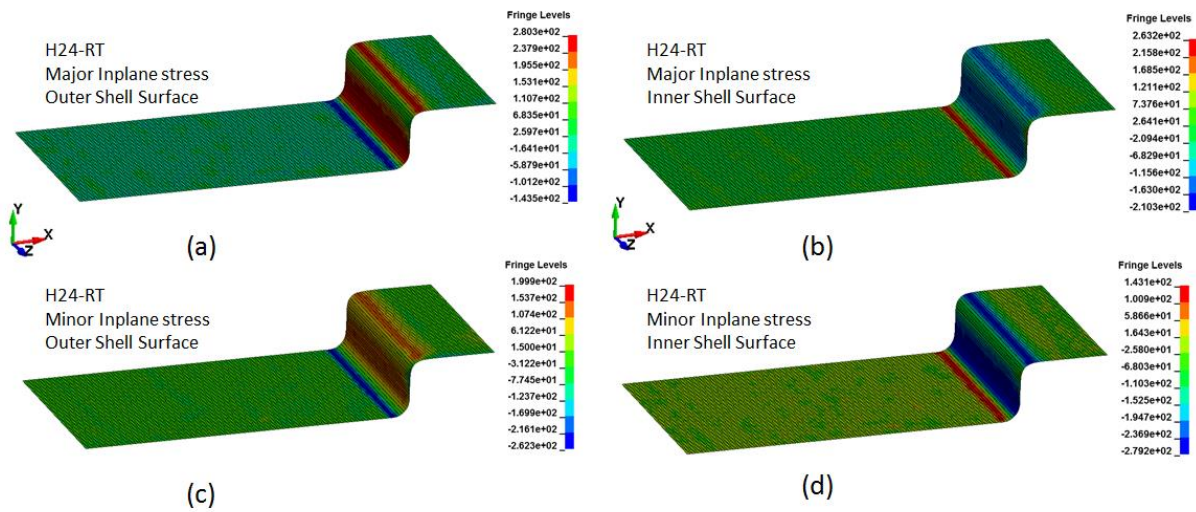 H24-RT
Major Inplane stress
Outer Shell Surface
Fringe Levels
2.803e+02
2.379e+02
1.955e+02
1.531e+02
1.107e+02
6.835e+01
2.597e+01
-1.641e+01
-5.879e+01
-1.012e+02
-1.435e+02
Y
X
Z
(a)
H24-RT
Major Inplane stress
Inner Shell Surface
Fringe Levels
2.632e+02
2.158e+02
1.685e+02
1.211e+02
7.376e+01
2.641e+01
-2.094e+01
-6.829e+01
-1.156e+02
-1.630e+02
-2.103e+02
Y
X
Z
(b)
H24-RT
Minor Inplane stress
Outer Shell Surface
Fringe Levels
1.999e+02
1.537e+02
1.074e+02
6.122e+01
1.500e+01
-3.122e+01
-7.745e+01
-1.237e+02
-1.699e+02
-2.161e+02
-2.623e+02
(c)
H24-RT
Minor Inplane stress
Inner Shell Surface
Fringe Levels
1.431e+02
1.009e+02
5.866e+01
1.643e+01
-2.580e+01
-6.803e+01
-1.103e+02
-1.525e+02
-1.947e+02
-2.369e+02
-2.792e+02
(d)